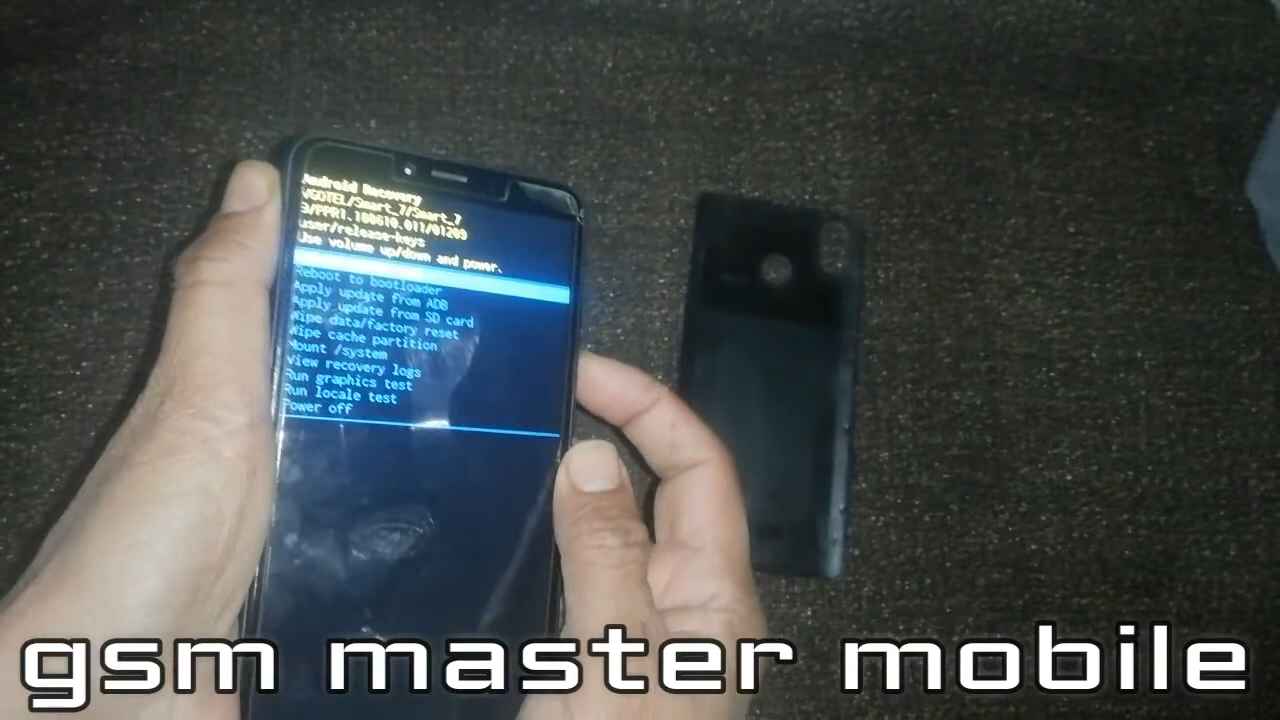 Android Recovery
VGOTEL/Smart_7/Smart_7
9/PPR1.180610.011/01209
user/release-keys
Use volume up/down and power.
Reboot to bootloader
Apply update from ADB
Apply update from SD card
Wipe data/factory reset
Wipe cache partition
Mount /system
View recovery logs
Run graphics test
Run locale test
Power off
gsm master mobile